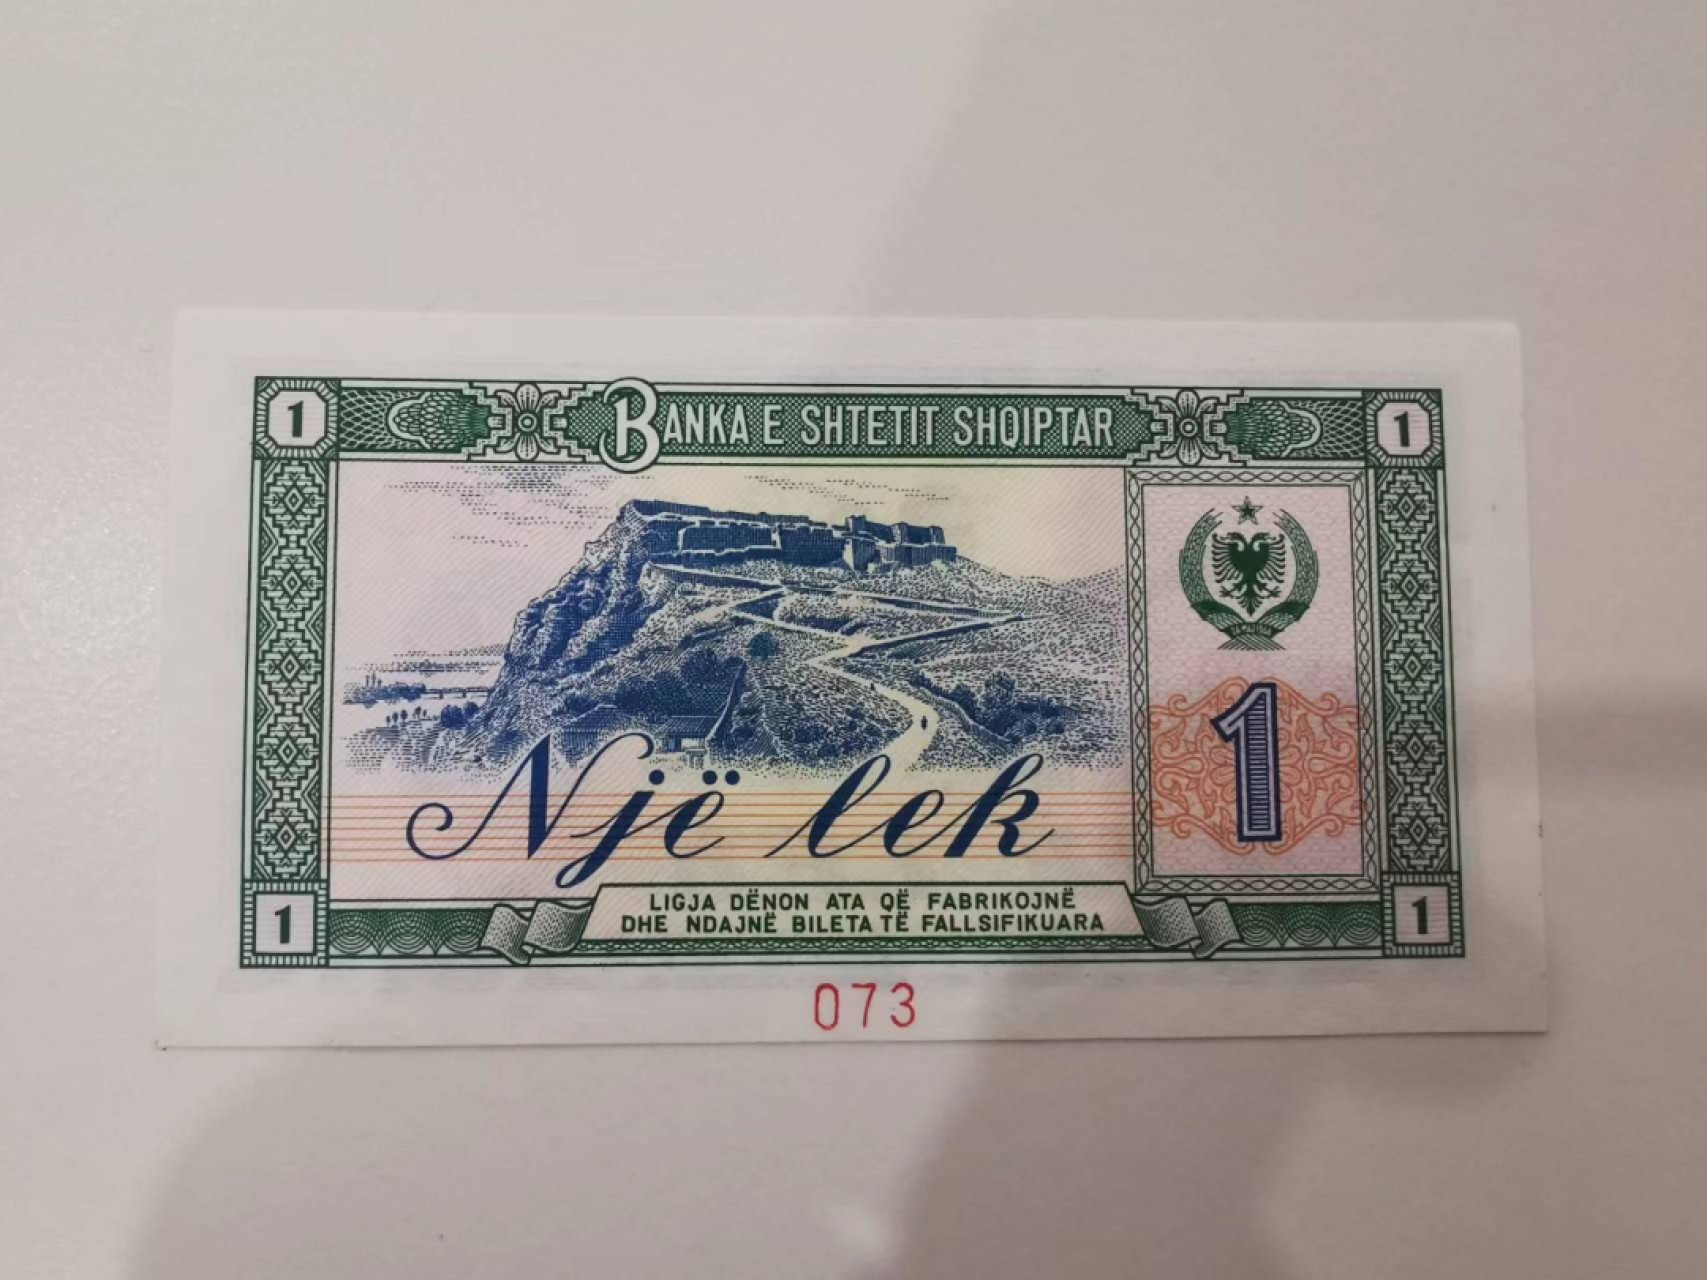 1
BANKA E SHTETIT SHQIPTAR
1
1
Një lek
1
LIGJA DËNON ATA QË FABRIKOJNË
DHE NDAJNË BILETA TË FALLSIFIKUARA
1
073